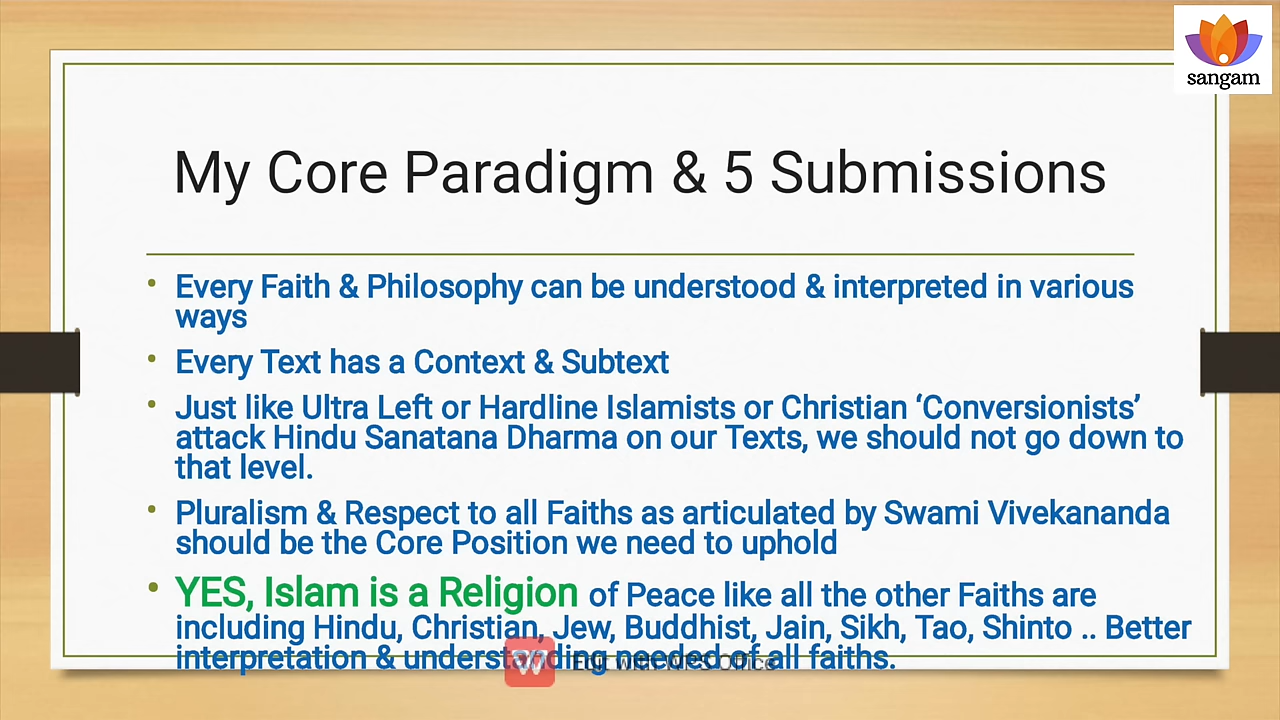 sangam
My Core Paradigm & 5 Submissions
• Every Faith & Philosophy can be understood & interpreted in various
ways
• Every Text has a Context & Subtext
• Just like Ultra Left or Hardline Islamists or Christian ‘Conversionists’
attack Hindu Sanatana Dharma on our Texts, we should not go down to
that level.
• Pluralism & Respect to all Faiths as articulated by Swami Vivekananda
should be the Core Position we need to uphold
• YES, Islam is a Religion of Peace like all the other Faiths are
including Hindu, Christian, Jew, Buddhist, Jain, Sikh, Tao, Shinto .. Better
interpretation & understanding needed of all faiths.
Edit with WPS Office